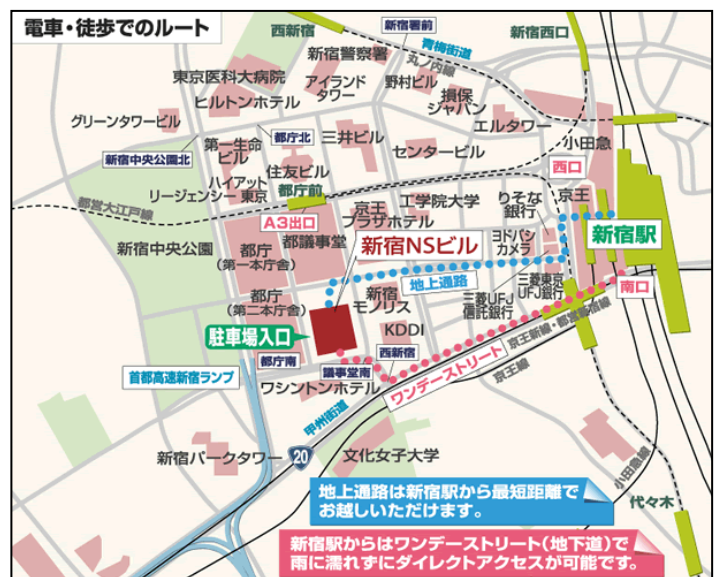 電車・徒歩でのルート
西新宿
新宿署前
青梅街道
新宿西口
新宿警察署
丸ノ内線
東京医科大病院
アイランド
タワー
野村ビル
損保
ジャパン
ヒルトンホテル
グリーンタワービル
都庁北
三井ビル
エルタワー
小田急
新宿中央公園北
第一生命
ビル
住友ビル
センタービル
西口
ハイアット
リージェンシー 東京
都庁前
都営大江戸線
A3出口
京王
プラザホテル
工学院大学
りそな
銀行
京王
新宿駅
新宿中央公園
都庁
(第一本庁舎)
都議事堂
新宿NSビル
ヨドバシ
カメラ
地上通路
三菱東京
UFJ銀行
南口
都庁
(第二本庁舎)
新宿
モノリス
三菱UFJ
信託銀行
駐車場入口
KDDI
京王新線・都営新宿線
都庁南
西新宿
議事堂南
首都高速新宿ランプ
ワシントンホテル
ワンデーストリート
京王線
甲州街道
20
新宿パークタワー
文化女子大学
小田急線
代々木
地上通路は新宿駅から最短距離で
お越しいただけます。
新宿駅からはワンデーストリート(地下道)で
雨に濡れずにダイレクトアクセスが可能です。